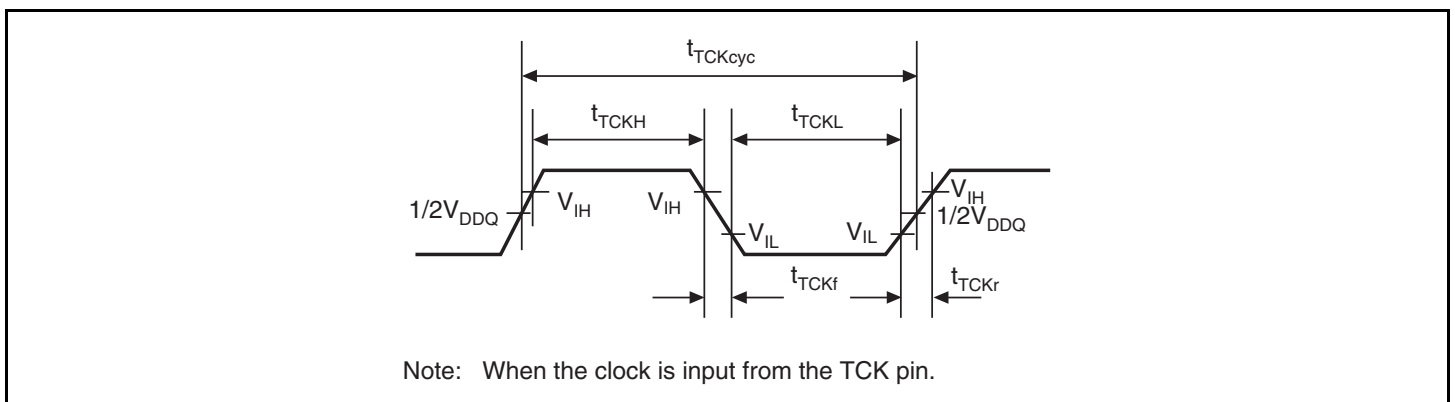 tTCKcyc
tTCKH
tTCKL
1/2VDDQ
VIH
VIH
VIL
VIL
VIH
1/2VDDQ
tTCKf
tTCKr
Note: When the clock is input from the TCK pin.